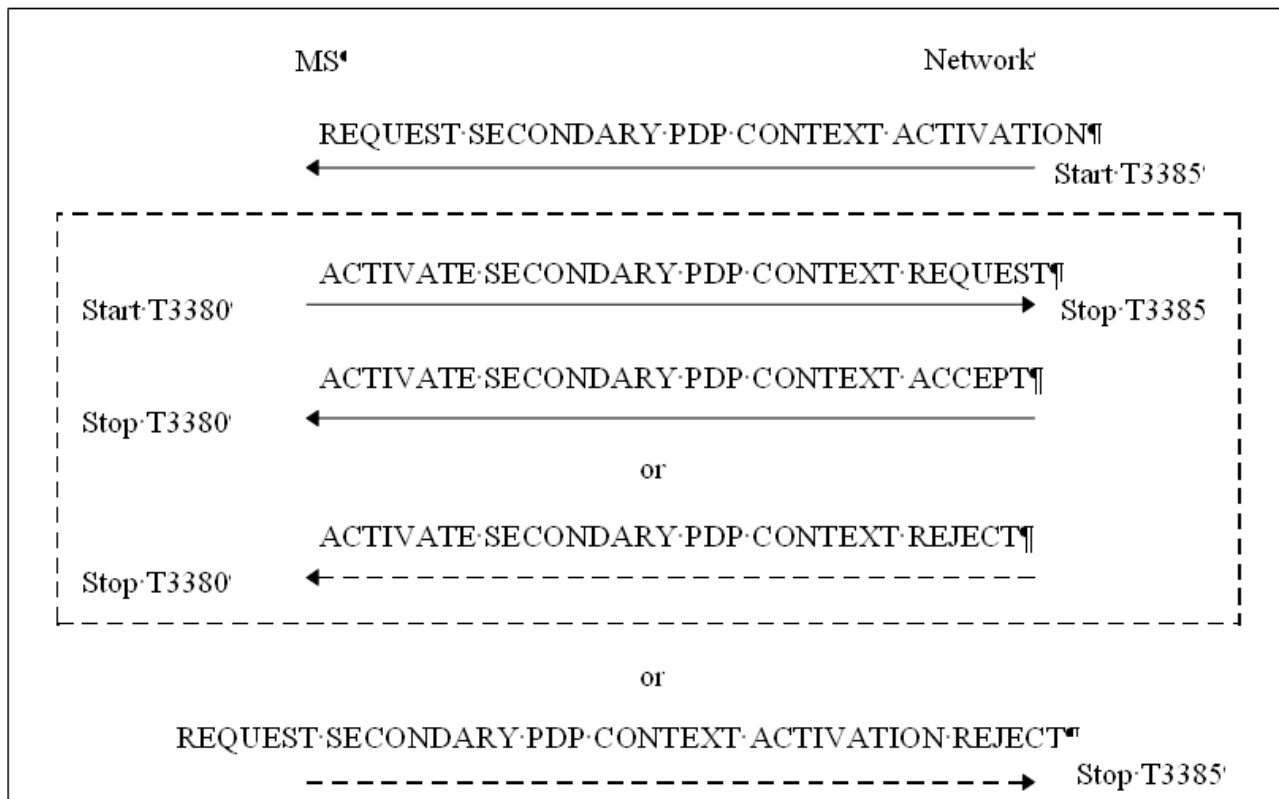 MS Network
REQUEST·SECONDARY·PDP·CONTEXT·ACTIVATION¶
Start·T3385
ACTIVATE·SECONDARY·PDP·CONTEXT·REQUEST¶
Start·T3380 Stop·T3385
ACTIVATE·SECONDARY·PDP·CONTEXT·ACCEPT¶
Stop·T3380
or
ACTIVATE·SECONDARY·PDP·CONTEXT·REJECT¶
Stop·T3380
or
REQUEST·SECONDARY·PDP·CONTEXT·ACTIVATION·REJECT¶
Stop·T3385